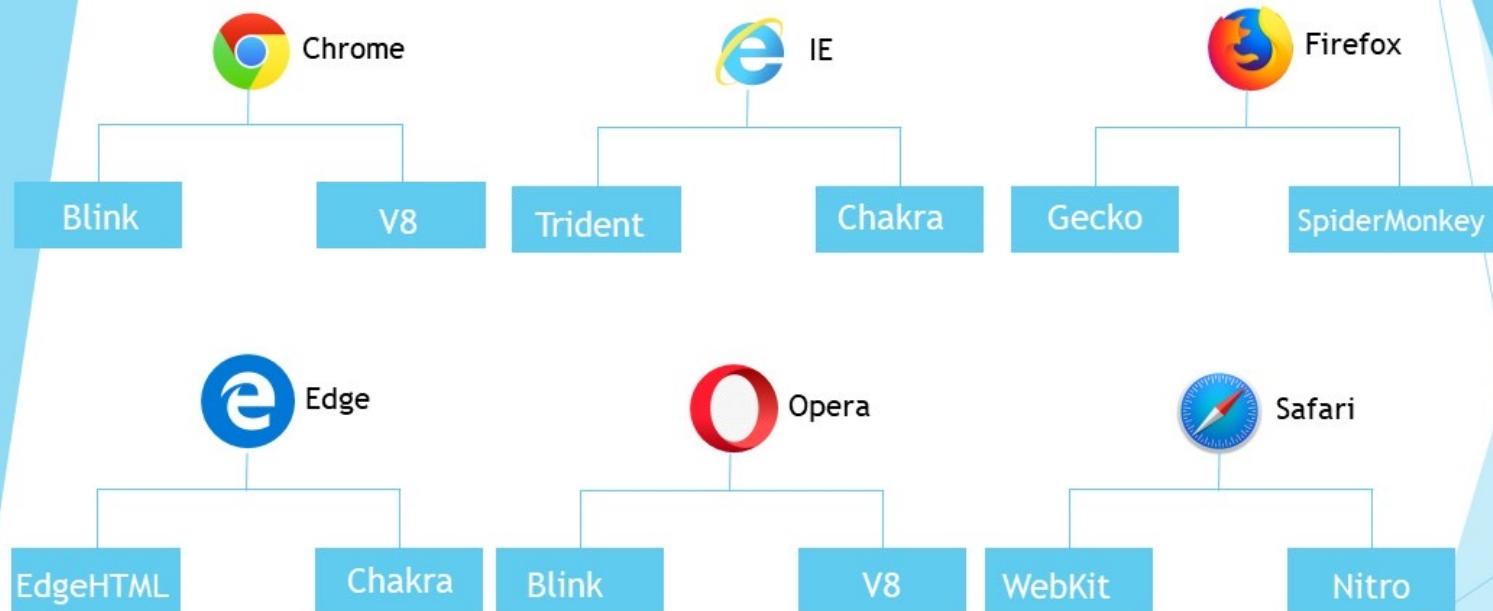 Chrome
IE
Firefox
Blink
V8
Trident
Chakra
Gecko
SpiderMonkey
Edge
Opera
Safari
EdgeHTML
Chakra
Blink
V8
WebKit
Nitro